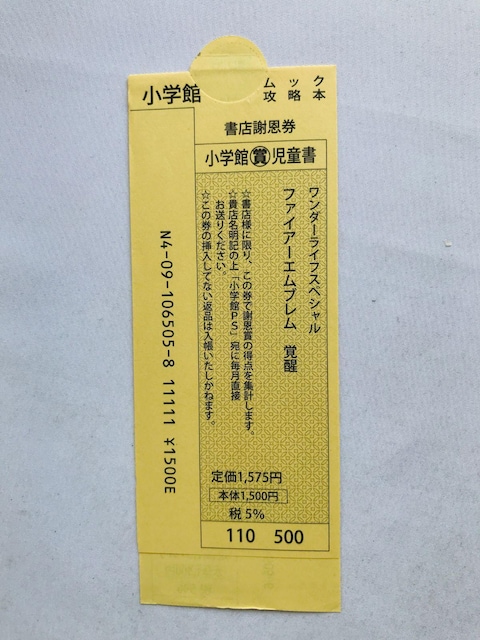 小学館
ムック
攻略本
書店謝恩券
小学館賞児童書
ワンダーライフスペシャル
ファイアーエムブレム 覚醒
☆書店様に限り、この券で謝恩賞の得点を集計します。
☆貴店名明記の上「小学館PS」宛に毎月直接
お送りください。
☆この券の挿入してない返品は入帳いたしかねます。
N4-09-106505-8 11111 ¥1500E
定価1,575円
本体1,500円
税5%
110 500